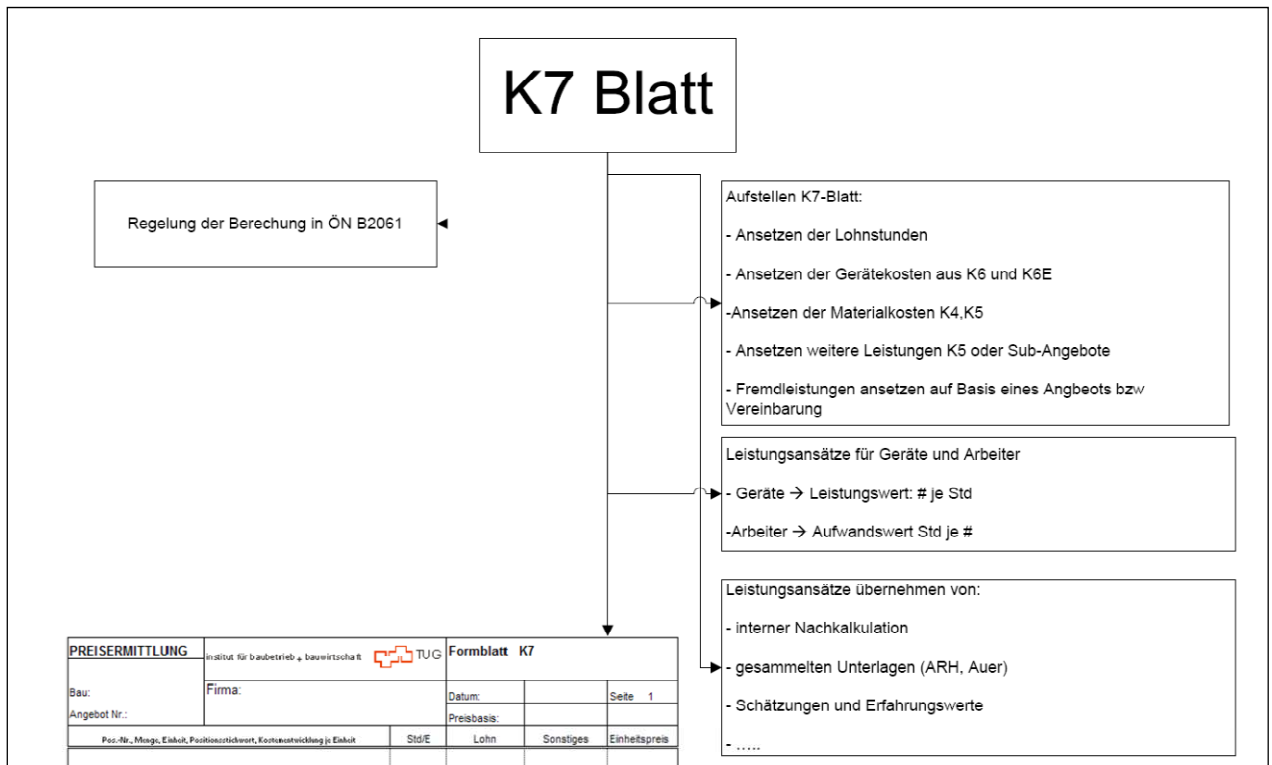 K7 Blatt
Regelung der Berechung in ÖN B2061
Aufstellen K7-Blatt:
- Ansetzen der Lohnstunden
- Ansetzen der Gerätekosten aus K6 und K6E
-Ansetzen der Materialkosten K4,K5
- Ansetzen weitere Leistungen K5 oder Sub-Angebote
- Fremdleistungen ansetzen auf Basis eines Angbeots bzw
Vereinbarung
Leistungsansätze für Geräte und Arbeiter
- Geräte → Leistungswert: # je Std
-Arbeiter → Aufwandswert Std je #
Leistungsansätze übernehmen von:
- interner Nachkalkulation
- gesammelten Unterlagen (ARH, Auer)
- Schätzungen und Erfahrungswerte
- .....
PREISERMITTLUNG institut für baubetrieb + bauwirtschaft TUG Formblatt K7
Bau: Firma: Datum: Seite 1
Angebot Nr.: Preisbasis:
Pos.-Nr., Menge, Einheit, Positionsstichwort, Kostenentwicklung je Einheit Std/E Lohn Sonstiges Einheitspreis